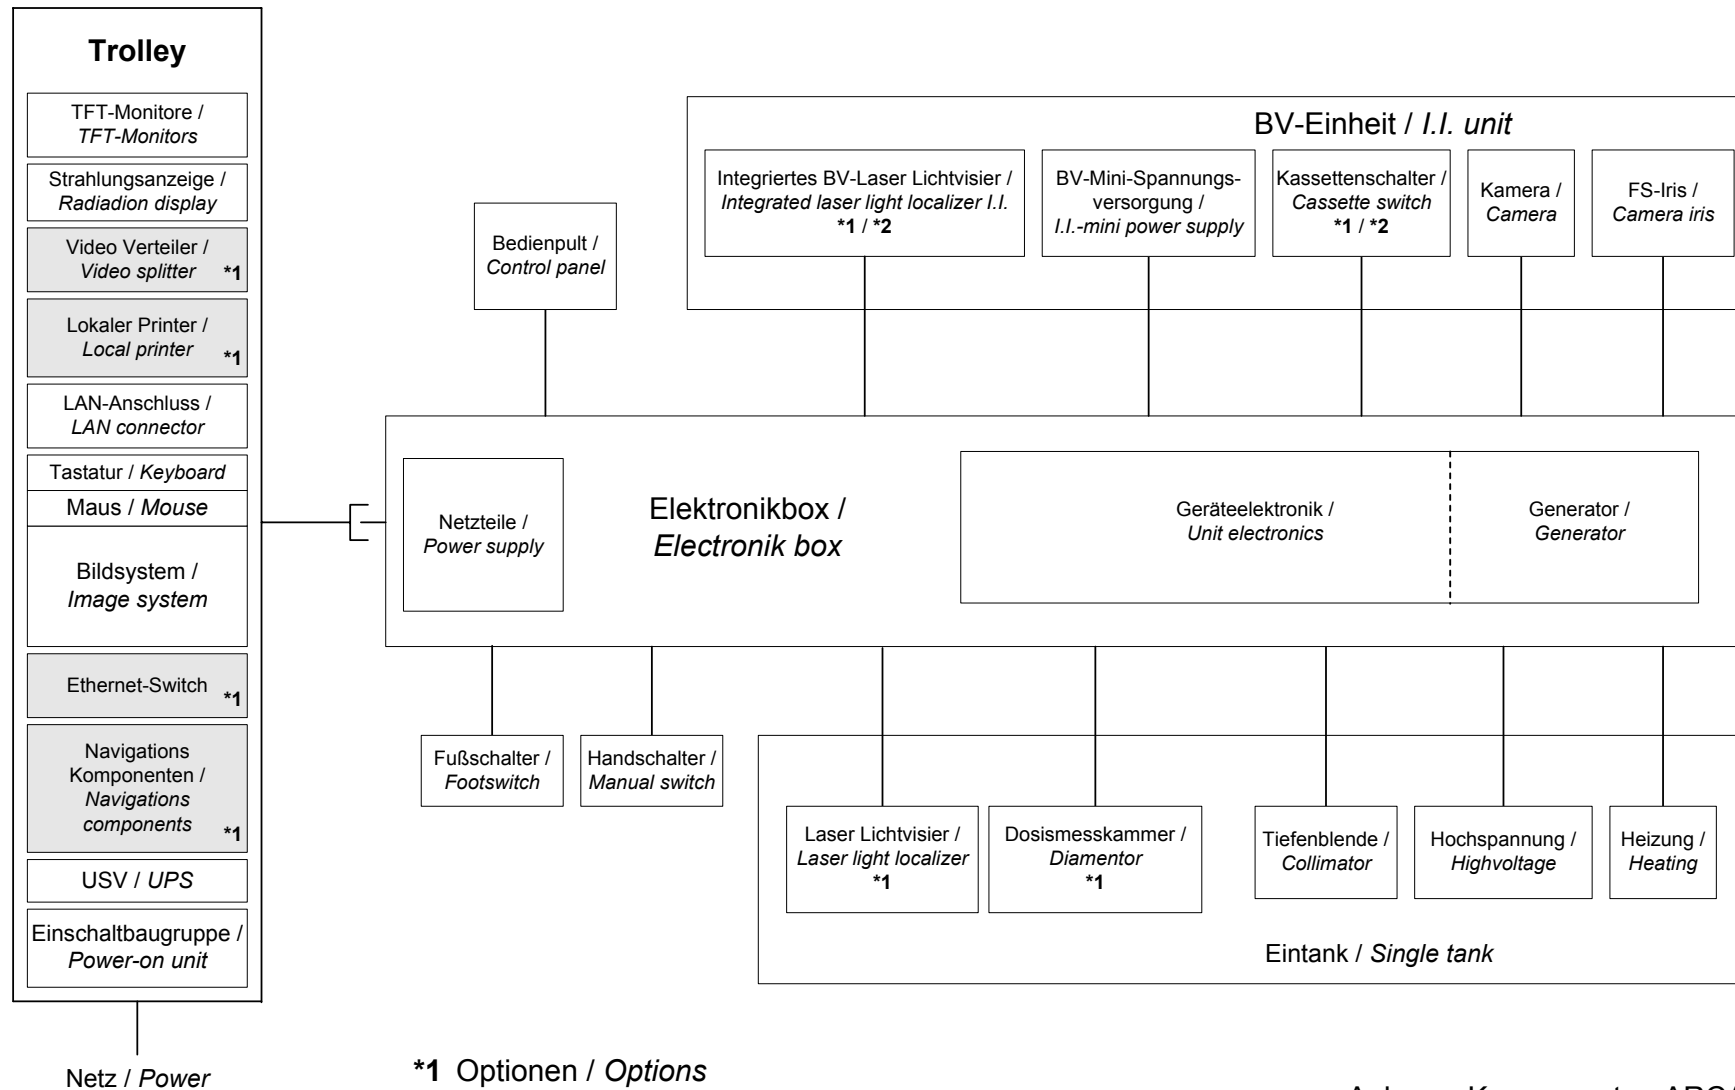 Trolley
TFT-Monitore /
TFT-Monitors
Strahlungsanzeige /
Radiadion display
Video Verteiler /
Video splitter *1
Lokaler Printer /
Local printer
*1
LAN-Anschluss /
LAN connector
Tastatur / Keyboard
Maus / Mouse
Bildsystem /
Image system
Ethernet-Switch
*1
Navigations
Komponenten /
Navigations
components
*1
USV / UPS
Einschaltbaugruppe /
Power-on unit
Netz / Power
BV-Einheit / I.I. unit
Integriertes BV-Laser Lichtvisier /
Integrated laser light localizer I.I.
*1 / *2
BV-Mini-Spannungs-
versorgung /
I.I.-mini power supply
Kassettenschalter /
Cassette switch
*1 / *2
Kamera /
Camera
FS-Iris /
Camera iris
Bedienpult /
Control panel
Netzteile /
Power supply
Elektronikbox /
Electronik box
Geräteelektronik /
Unit electronics
Generator /
Generator
Fußschalter /
Footswitch
Handschalter /
Manual switch
Laser Lichtvisier /
Laser light localizer
*1
Dosismesskammer /
Diamentor
*1
Tiefenblende /
Collimator
Hochspannung /
Highvoltage
Heizung /
Heating
Eintank / Single tank
*1 Optionen / Options